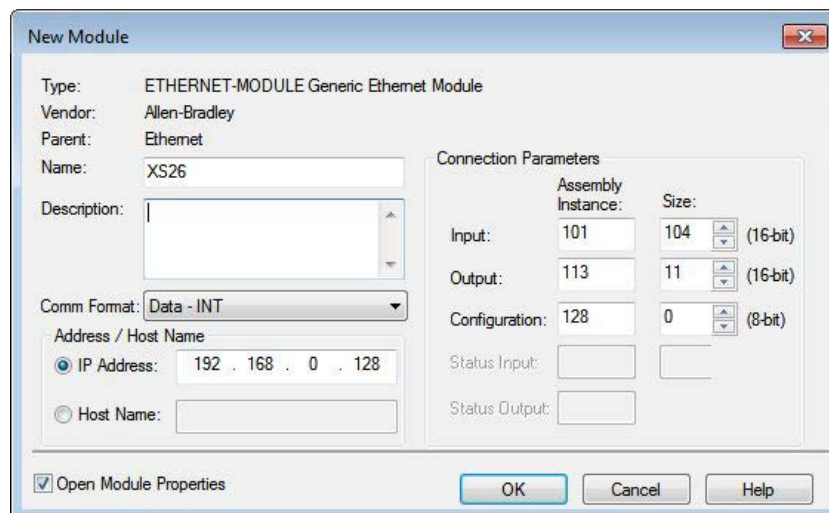 New Module
Type: ETHERNET-MODULE Generic Ethernet Module
Vendor: Allen-Bradley
Parent: Ethernet
Name: XS26
Description:
Comm Format: Data - INT
Address / Host Name
IP Address: 192 . 168 . 0 . 128
Host Name:
Connection Parameters
Assembly
Instance: Size:
Input: 101 104 (16-bit)
Output: 113 11 (16-bit)
Configuration: 128 0 (8-bit)
Status Input:
Status Output:
Open Module Properties
OK Cancel Help